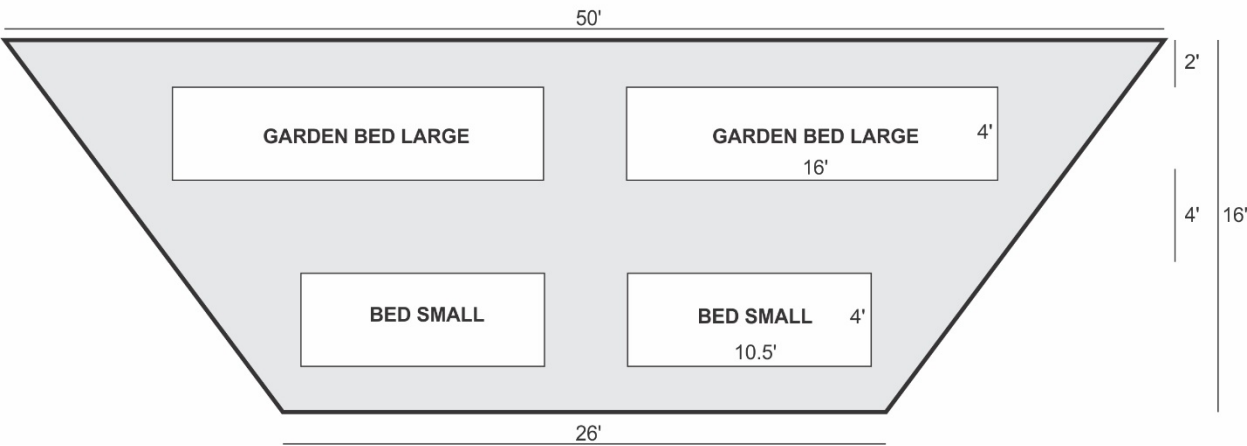 50'
2'
GARDEN BED LARGE
GARDEN BED LARGE
4'
16'
4'
16'
BED SMALL
BED SMALL
4'
10.5'
26'